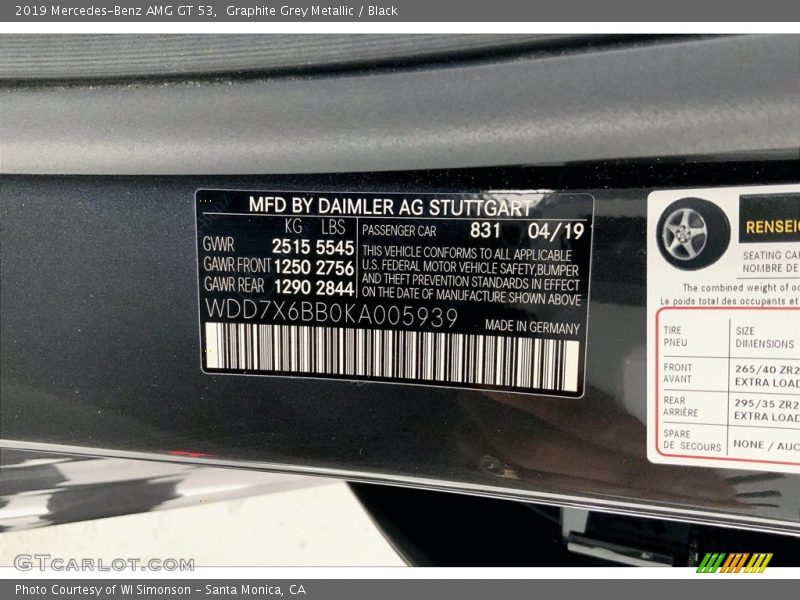 2019 Mercedes-Benz AMG GT 53, Graphite Grey Metallic / Black
MFD BY DAIMLER AG STUTTGART
KG LBS
GVWR 2515 5545
GAWR FRONT 1250 2756
GAWR REAR 1290 2844
PASSENGER CAR 831 04/19
THIS VEHICLE CONFORMS TO ALL APPLICABLE
U.S. FEDERAL MOTOR VEHICLE SAFETY, BUMPER
AND THEFT PREVENTION STANDARDS IN EFFECT
ON THE DATE OF MANUFACTURE SHOWN ABOVE
WDD7X6BB0KA005939
MADE IN GERMANY
RENSEI
SEATING CA
NOMBRE DE
The combined weight of oc
Le poids total des occupants et
TIRE
PNEU
SIZE
DIMENSIONS
FRONT
AVANT
265/40 ZR2
EXTRA LOAD
REAR
ARRIÈRE
295/35 ZR2
EXTRA LOAD
SPARE
DE SECOURS
NONE / AUC
GTCARLOT.COM
Photo Courtesy of WI Simonson - Santa Monica, CA